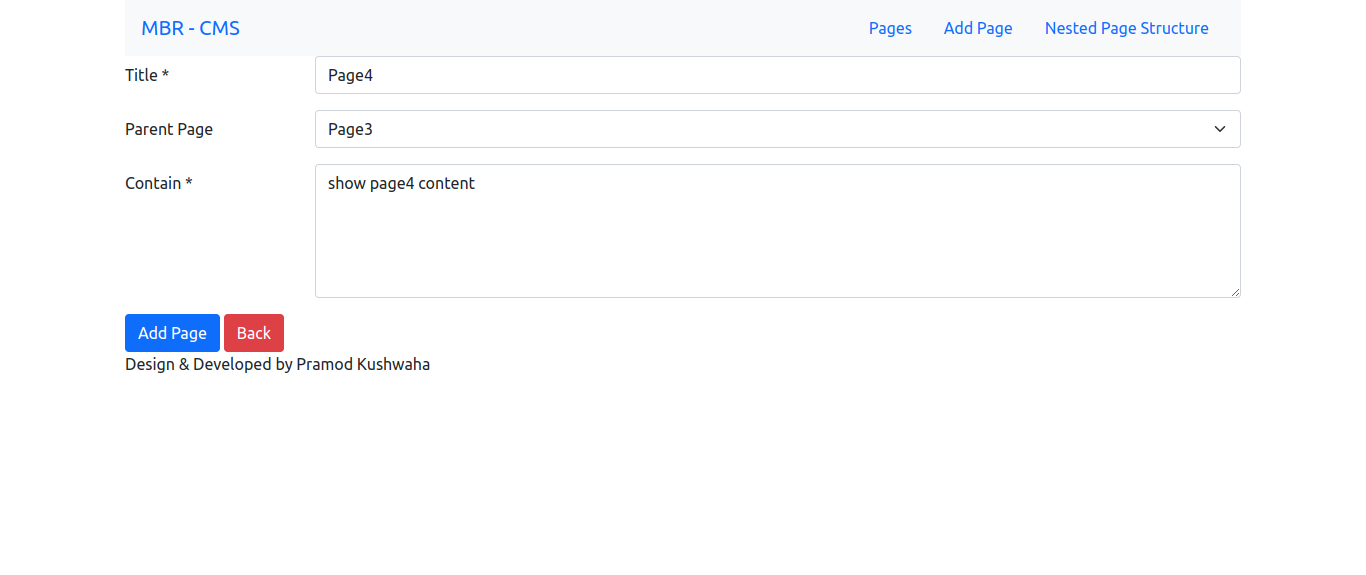 MBR - CMS Pages Add Page Nested Page Structure
Title * Page4
Parent Page Page3
Contain * show page4 content
Add Page Back
Design & Developed by Pramod Kushwaha